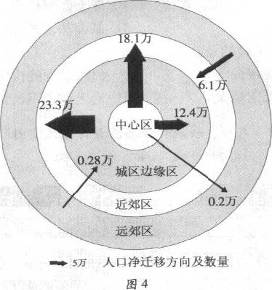 18.1万
6.1万
23.3万
12.4万
中心区
0.28万
城区边缘区
0.2万
近郊区
远郊区
5万 人口净迁移方向及数量
图4